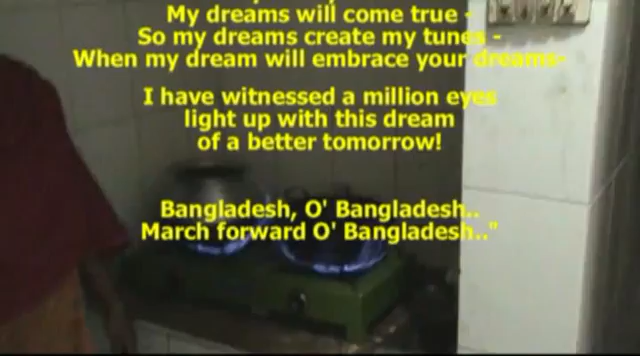 My dreams will come true -
So my dreams create my tunes -
When my dream will embrace your dreams-
I have witnessed a million eyes
light up with this dream
of a better tomorrow!
Bangladesh, O' Bangladesh..
March forward O' Bangladesh.."